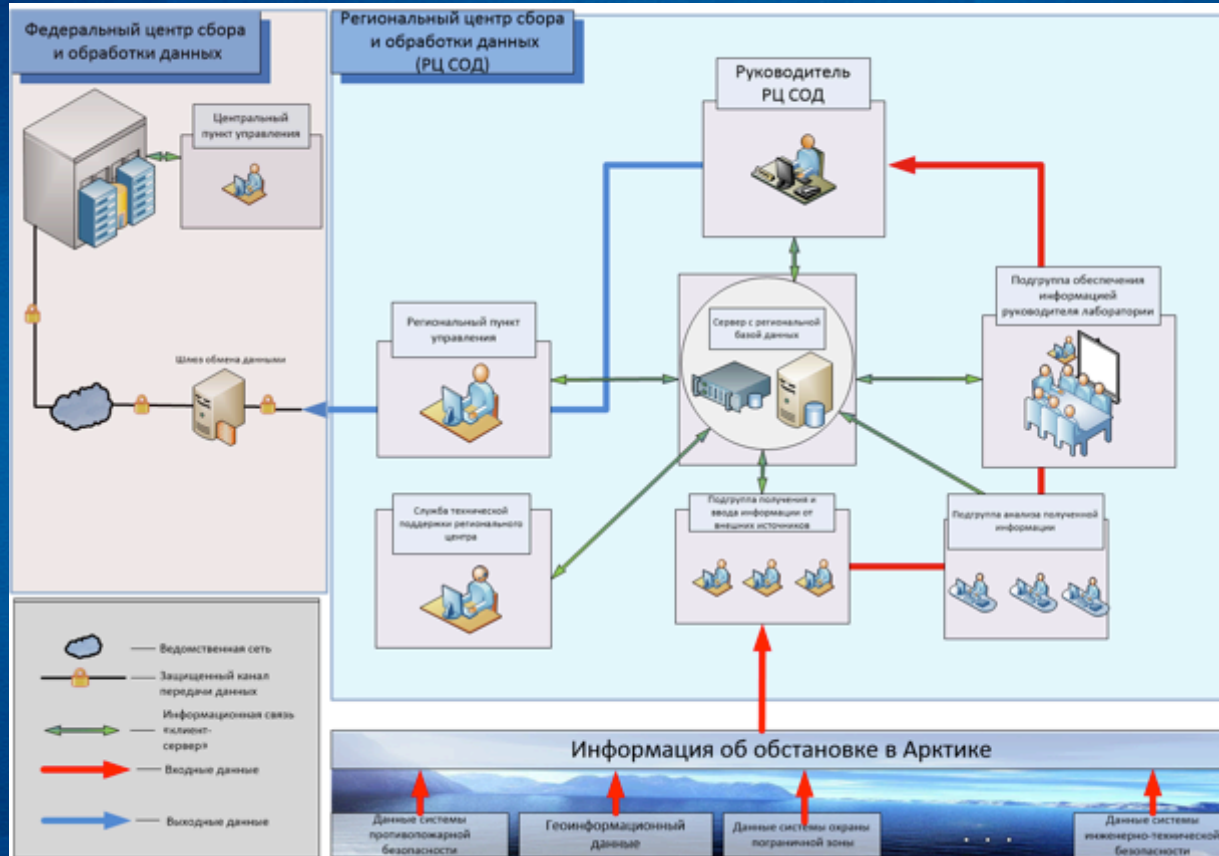 Федеральный центр сбора
и обработки данных
Центральный
пункт управления
Шлюз обмена данными
Региональный центр сбора
и обработки данных
(РЦ СОД)
Руководитель
РЦ СОД
Региональный пункт
управления
Сервер с региональной
базой данных
Подгруппа обеспечения
информацией
руководителя лаборатории
Служба технической
поддержки регионального
центра
Подгруппа получения и
ввода информации от
внешних источников
Подгруппа анализа полученной
информации
Ведомственная сеть
Защищенный канал
передачи данных
Информационная связь
«клиент-
сервер»
Входные данные
Выходные данные
Информация об обстановке в Арктике
Данные системы
противопожарной
безопасности
Геоинформационный
данные
Данные системы охраны
пограничной зоны
. . .
Данные системы
инженерно-технической
безопасности